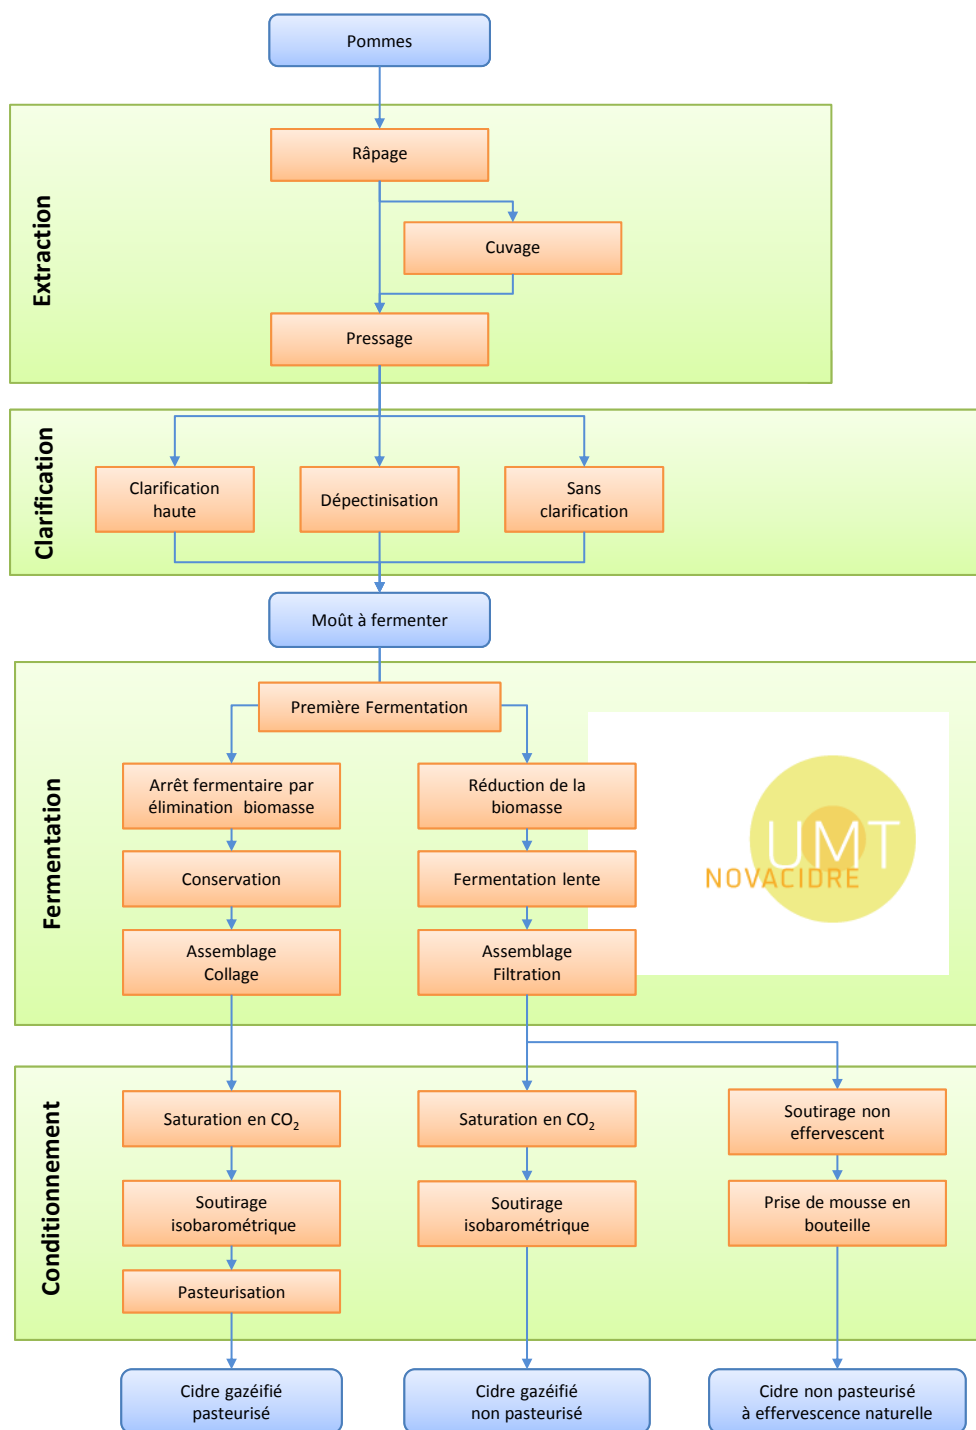 Pommes
Extraction
Râpage
Cuvage
Pressage
Clarification
Clarification
haute
Dépectinisation
Sans
clarification
Moût à fermenter
Fermentation
Première Fermentation
Arrêt fermentaire par
élimination biomasse
Réduction de la
biomasse
UMT
NOVACIDRE
Conservation
Fermentation lente
Assemblage
Collage
Assemblage
Filtration
Conditionnement
Saturation en CO₂
Saturation en CO₂
Soutirage non
effervescent
Soutirage
isobarométrique
Soutirage
isobarométrique
Prise de mousse en
bouteille
Pasteurisation
Cidre gazéifié
pasteurisé
Cidre gazéifié
non pasteurisé
Cidre non pasteurisé
à effervescence naturelle